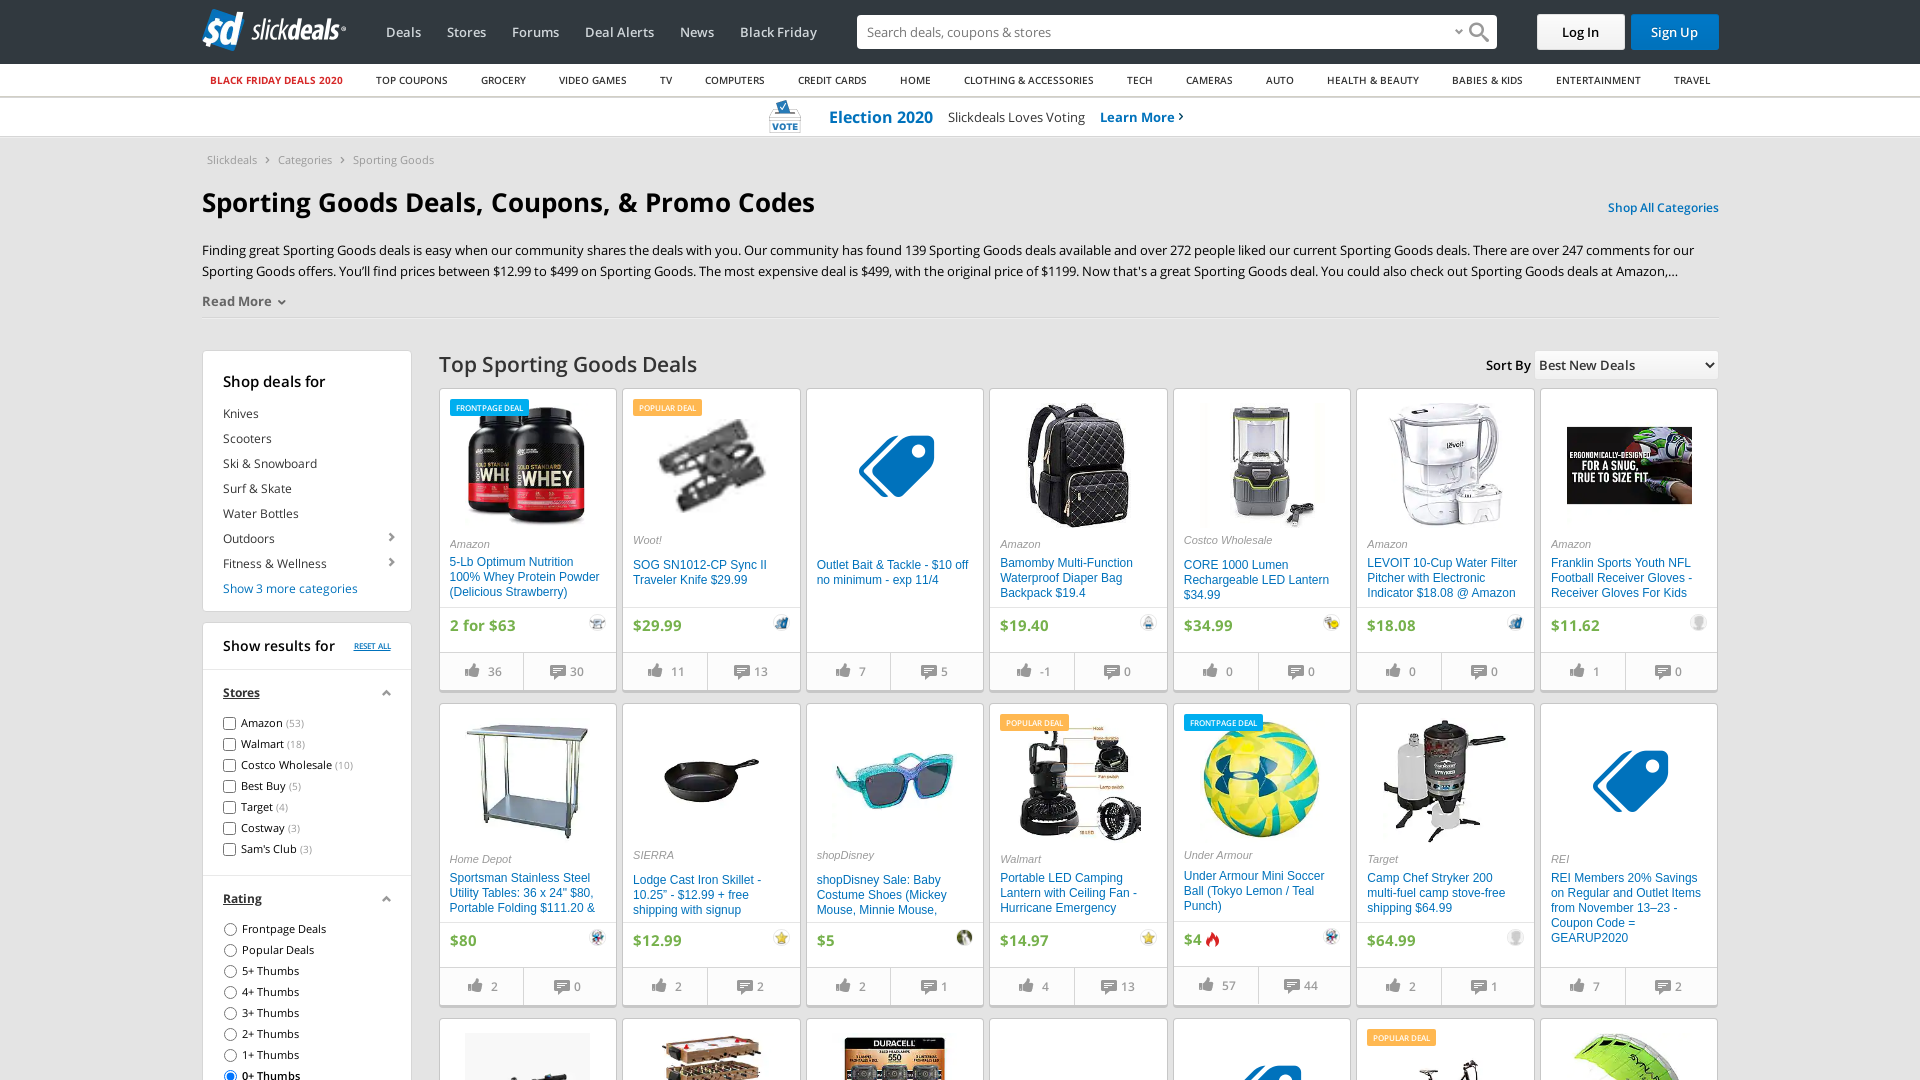 slickdeals
Deals
Stores
Forums
Deal Alerts
News
Black Friday
Search deals, coupons & stores
Log In
Sign Up
BLACK FRIDAY DEALS 2020
TOP COUPONS
GROCERY
VIDEO GAMES
TV
COMPUTERS
CREDIT CARDS
HOME
CLOTHING & ACCESSORIES
TECH
CAMERAS
AUTO
HEALTH & BEAUTY
BABIES & KIDS
ENTERTAINMENT
TRAVEL
VOTE
Election 2020
Slickdeals Loves Voting
Learn More
Slickdeals
Categories
Sporting Goods
Sporting Goods Deals, Coupons, & Promo Codes
Shop All Categories
Finding great Sporting Goods deals is easy when our community shares the deals with you. Our community has found 139 Sporting Goods deals available and over 272 people liked our current Sporting Goods deals. There are over 247 comments for our
Sporting Goods offers. You'll find prices between $12.99 to $499 on Sporting Goods. The most expensive deal is $499, with the original price of $1199. Now that's a great Sporting Goods deal. You could also check out Sporting Goods deals at Amazon,...
Read More
Shop deals for
Knives
Scooters
Ski & Snowboard
Surf & Skate
Water Bottles
Outdoors
Fitness & Wellness
Show 3 more categories
Show results for
RESET ALL
Stores
Amazon (53)
Walmart (18)
Costco Wholesale (10)
Best Buy (5)
Target (4)
Costway (3)
Sam's Club (3)
Rating
Frontpage Deals
Popular Deals
5+ Thumbs
4+ Thumbs
3+ Thumbs
2+ Thumbs
1+ Thumbs
0+ Thumbs
Top Sporting Goods Deals
Sort By
Best New Deals
FRONTPAGE DEAL
GOLD STANDARD
WHEY
Amazon
5-Lb Optimum Nutrition
100% Whey Protein Powder
(Delicious Strawberry)
2 for $63
36
30
POPULAR DEAL
Woot!
SOG SN1012-CP Sync II
Traveler Knife $29.99
$29.99
11
13
Outlet Bait & Tackle - $10 off
no minimum - exp 11/4
7
5
Amazon
Bamomby Multi-Function
Waterproof Diaper Bag
Backpack $19.4
$19.40
-1
0
Costco Wholesale
CORE 1000 Lumen
Rechargeable LED Lantern
$34.99
$34.99
0
0
levoit
Amazon
LEVOIT 10-Cup Water Filter
Pitcher with Electronic
Indicator $18.08 @ Amazon
$18.08
0
0
ERGONOMICALLY-DESIGNED
FOR A SNUG,
TRUE TO SIZE FIT.
Amazon
Franklin Sports Youth NFL
Football Receiver Gloves -
Receiver Gloves For Kids
$11.62
1
0
Home Depot
Sportsman Stainless Steel
Utility Tables: 36 x 24" $80,
Portable Folding $111.20 &
$80
2
0
SIERRA
Lodge Cast Iron Skillet -
10.25" - $12.99 + free
shipping with signup
$12.99
2
2
shopDisney
shopDisney Sale: Baby
Costume Shoes (Mickey
Mouse, Minnie Mouse,
$5
2
1
POPULAR DEAL
Walmart
Portable LED Camping
Lantern with Ceiling Fan -
Hurricane Emergency
$14.97
4
13
FRONTPAGE DEAL
Under Armour
Under Armour Mini Soccer
Ball (Tokyo Lemon / Teal
Punch)
$4
57
44
Target
Camp Chef Stryker 200
multi-fuel camp stove-free
shipping $64.99
$64.99
2
1
REI
REI Members 20% Savings
on Regular and Outlet Items
from November 13–23 -
Coupon Code =
GEARUP2020
7
2
DURACELL
550
POPULAR DEAL